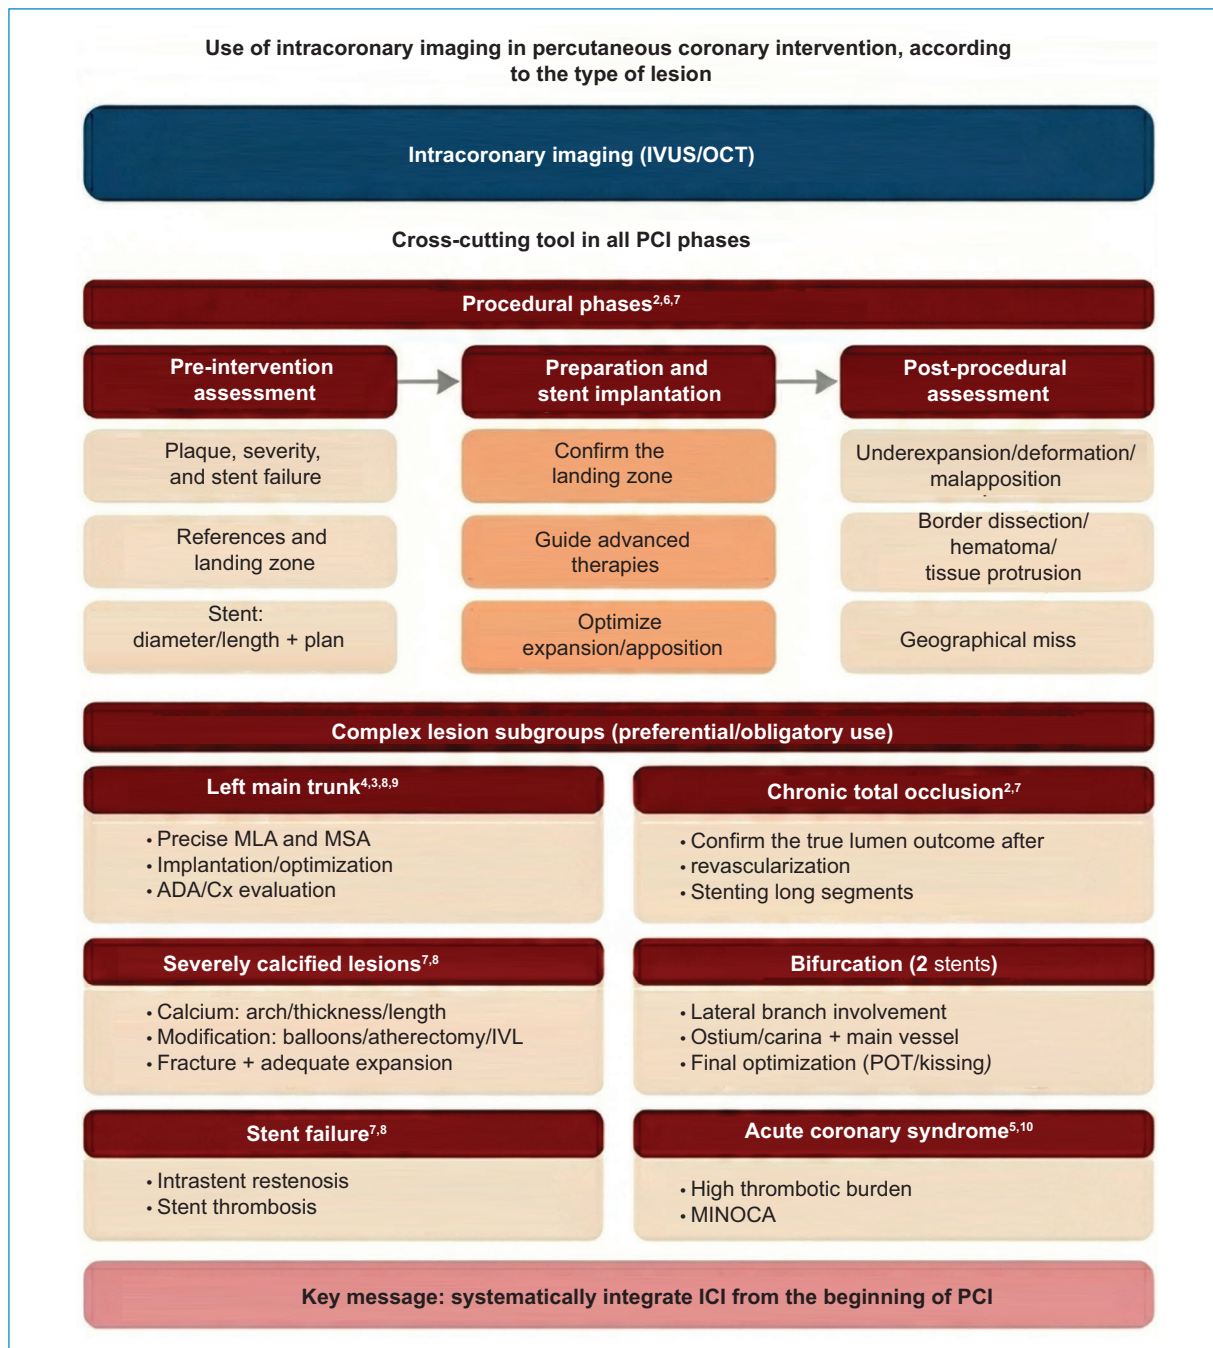 Use of intracoronary imaging in percutaneous coronary intervention, according
to the type of lesion
Intracoronary imaging (IVUS/OCT)
Cross-cutting tool in all PCI phases
Procedural phases2,6,7
Pre-intervention
assessment
Plaque, severity,
and stent failure
References and
landing zone
Stent:
diameter/length + plan
Preparation and
stent implantation
Confirm the
landing zone
Guide advanced
therapies
Optimize
expansion/apposition
Post-procedural
assessment
Underexpansion/deformation/
malapposition
Border dissection/
hematoma/
tissue protrusion
Geographical miss
Complex lesion subgroups (preferential/obligatory use)
Left main trunk4,3,8,9
• Precise MLA and MSA
• Implantation/optimization
• ADA/Cx evaluation
Chronic total occlusion2,7
• Confirm the true lumen outcome after
• revascularization
• Stenting long segments
Severely calcified lesions7,8
• Calcium: arch/thickness/length
• Modification: balloons/atherectomy/IVL
• Fracture + adequate expansion
Bifurcation (2 stents)
• Lateral branch involvement
• Ostium/carina + main vessel
• Final optimization (POT/kissing)
Stent failure7,8
• Intrastent restenosis
• Stent thrombosis
Acute coronary syndrome5,10
• High thrombotic burden
• MINOCA
Key message: systematically integrate ICI from the beginning of PCI